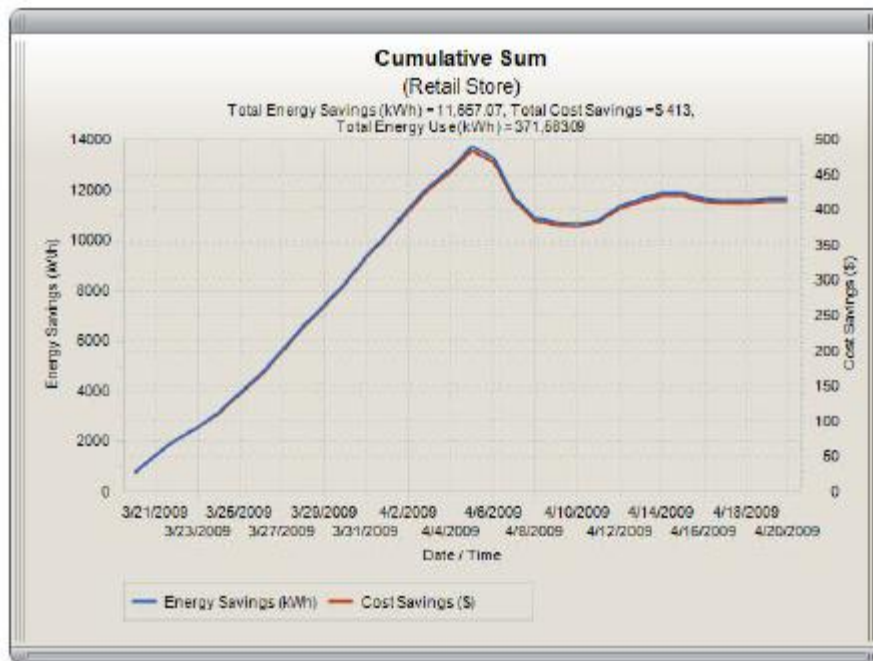 Cumulative Sum
(Retail Store)
Total Energy Savings (kWh) = 11,667.07, Total Cost Savings =$ 413,
Total Energy Use(kWh) = 371,68309
14000
12000
10000
8000
6000
4000
2000
0
Energy Savings (kWh)
500
450
400
350
300
250
200
150
100
50
0
Cost Savings ($)
3/21/2009 3/25/2009 3/29/2009 4/2/2009 4/6/2009 4/10/2009 4/14/2009 4/18/2009
3/23/2009 3/27/2009 3/31/2009 4/4/2009 4/8/2009 4/12/2009 4/16/2009 4/20/2009
Date / Time
Energy Savings (kWh) Cost Savings ($)